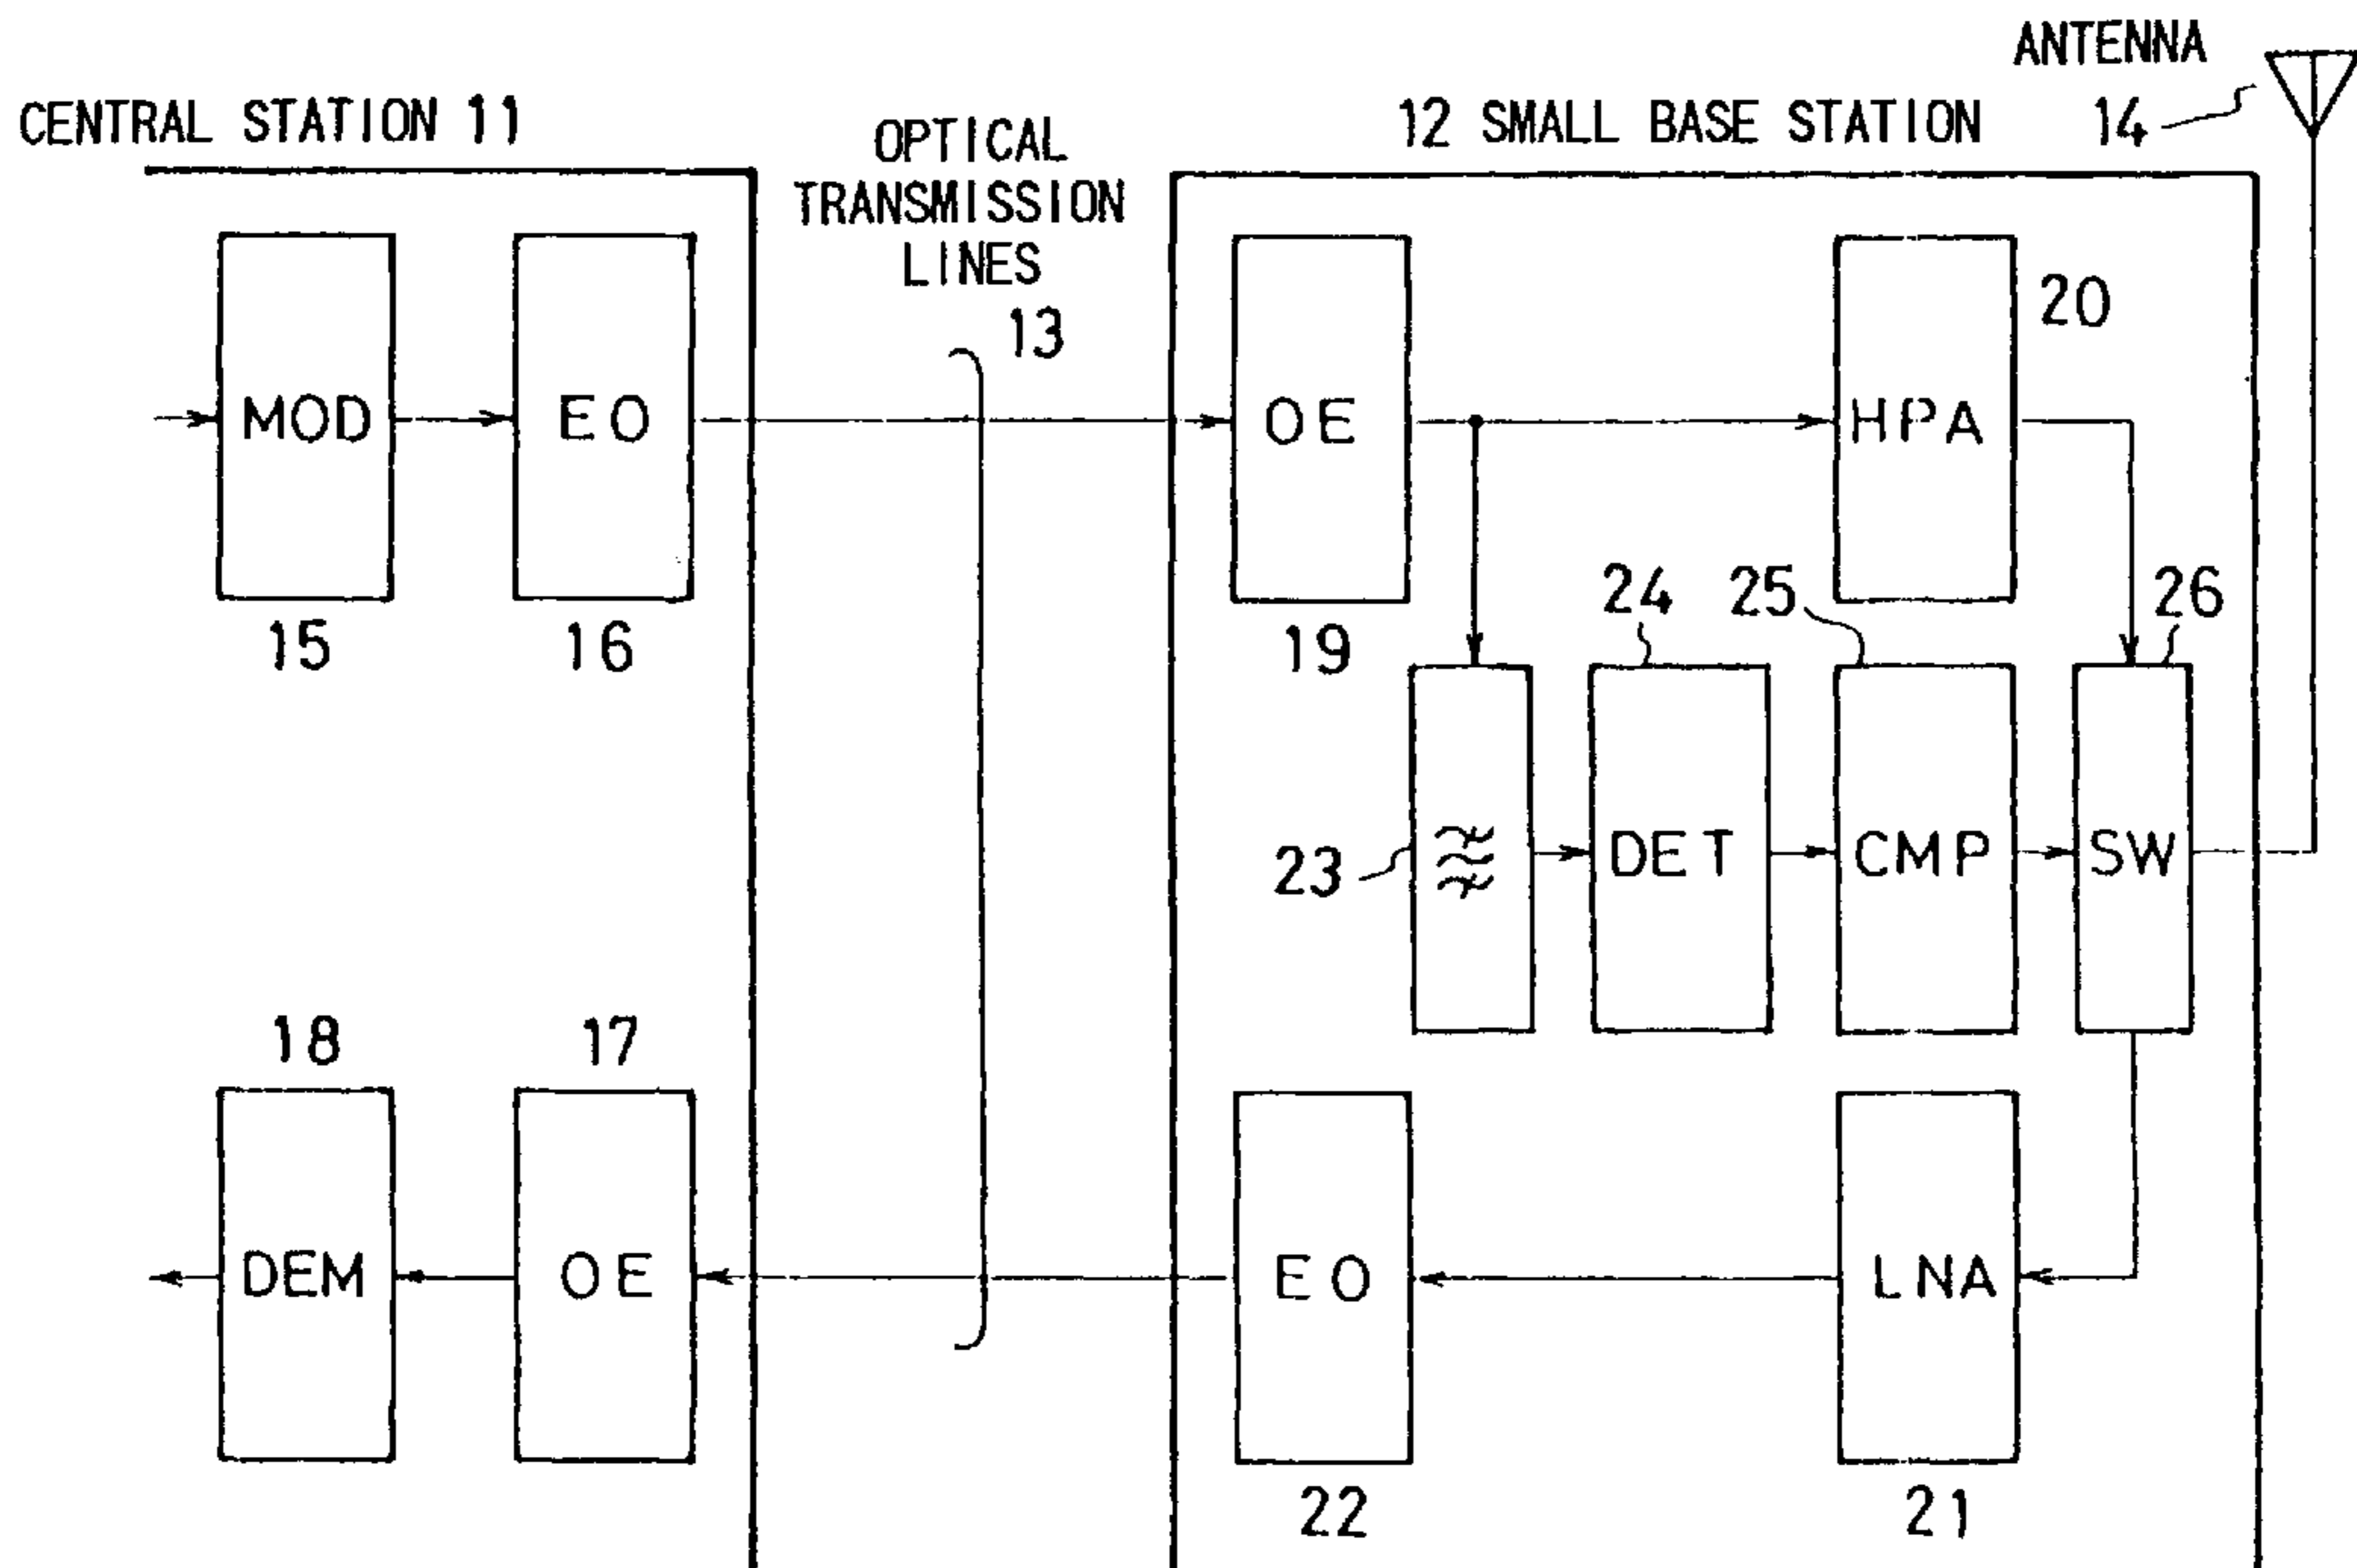 ANTENNA
14
CENTRAL STATION 11
OPTICAL
TRANSMISSION
LINES
13
12 SMALL BASE STATION
MOD
15
EO
16
OE
19
HPA
20
23
DET
24
CMP
25
SW
26
18
DEM
17
OE
EO
22
LNA
21